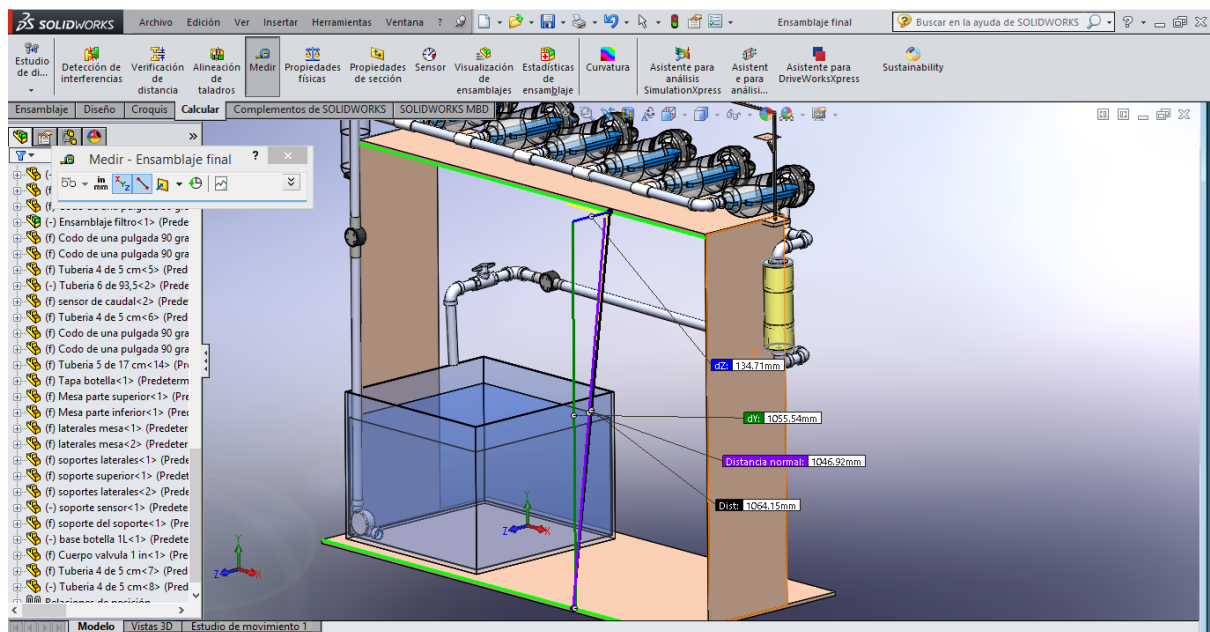 SOLIDWORKS Archivo Edición Ver Insertar Herramientas Ventana ? Ensamblaje final Buscar en la ayuda de SOLIDWORKS ?
Estudio de di...
Detección de interferencias
Verificación de distancia
Alineación de taladros
Medir
Propiedades físicas
Propiedades de sección
Sensor
Visualización de ensamblajes
Estadísticas de ensamblaje
Curvatura
Asistente para análisis SimulationXpress
Asistent e para análisi...
Asistente para DriveWorksXpress
Sustainability
Ensamblaje Diseño Croquis Calcular Complementos de SOLIDWORKS SOLIDWORKS MBD
Medir - Ensamblaje final ?
in mm XYZ
(-) Ensamblaje filtro<1> (Prede
(f) Codo de una pulgada 90 gra
(f) Codo de una pulgada 90 gra
(f) Tuberia 4 de 5 cm<5> (Pred
(-) Tuberia 6 de 93,5<2> (Prede
(f) sensor de caudal<2> (Prede
(f) Tuberia 4 de 5 cm<6> (Pred
(f) Codo de una pulgada 90 gra
(f) Codo de una pulgada 90 gra
(f) Tuberia 5 de 17 cm<14> (Pr
(f) Tapa botella<1> (Predeterm
(f) Mesa parte superior<1> (Pre
(f) Mesa parte inferior<1> (Prec
(f) laterales mesa<1> (Predeter
(f) laterales mesa<2> (Predeter
(f) soportes laterales<1> (Prede
(f) soporte superior<1> (Predet
(f) soportes laterales<2> (Prede
(-) soporte sensor<1> (Predete
(f) soporte del soporte<1> (Pre
(-) base botella 1L<1> (Predete
(f) Cuerpo valvula 1 in<1> (Pre
(f) Tuberia 4 de 5 cm<7> (Pred
(-) Tuberia 4 de 5 cm<8> (Pred
Relaciones de posición
dZ: 134.71mm
dY: 1055.54mm
Distancia normal: 1046.92mm
Dist: 1064.15mm
Y
Z X
Y
Z X
Modelo Vistas 3D Estudio de movimiento 1